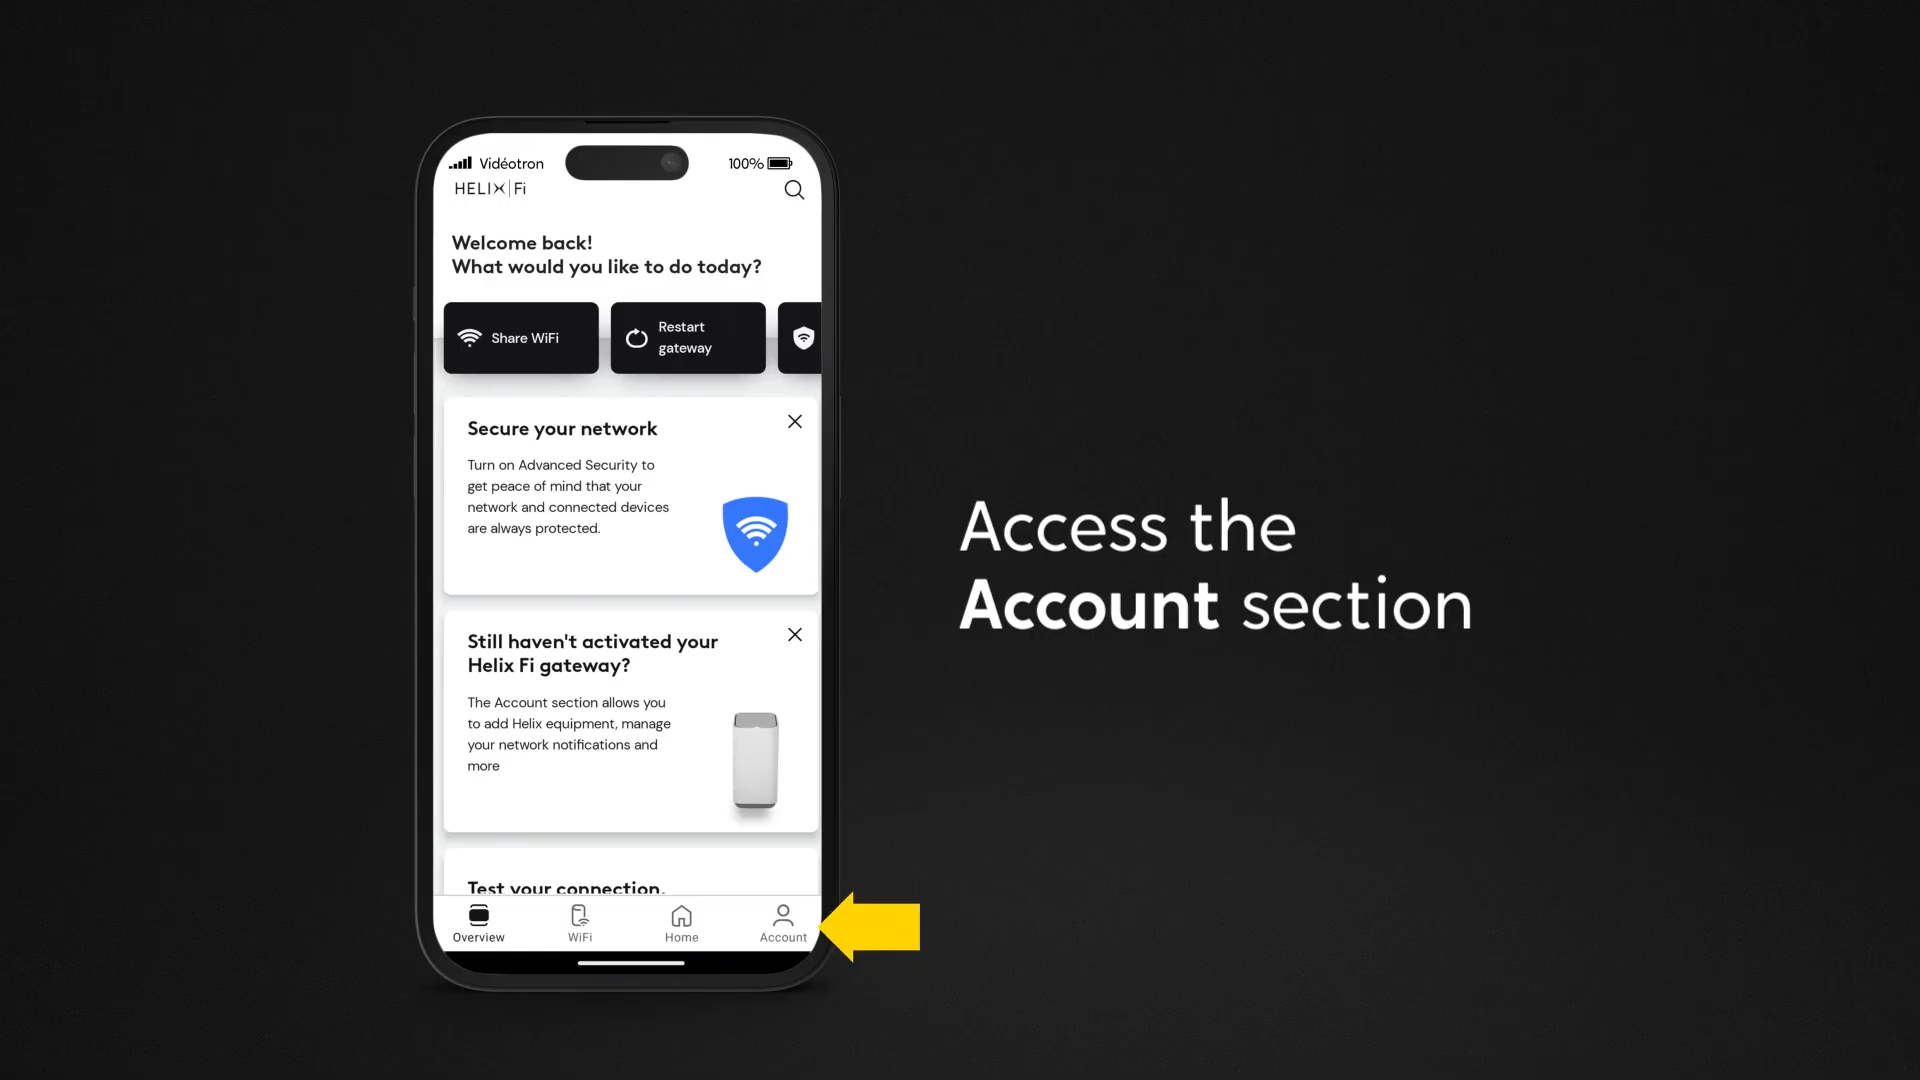 Vidéotron
100%
HELIX Fi
Welcome back!
What would you like to do today?
Share WiFi
Restart
gateway
Secure your network
Turn on Advanced Security to
get peace of mind that your
network and connected devices
are always protected.
Still haven't activated your
Helix Fi gateway?
The Account section allows you
to add Helix equipment, manage
your network notifications and
more
Test your connection.
Overview
WiFi
Home
Account
Access the
Account section